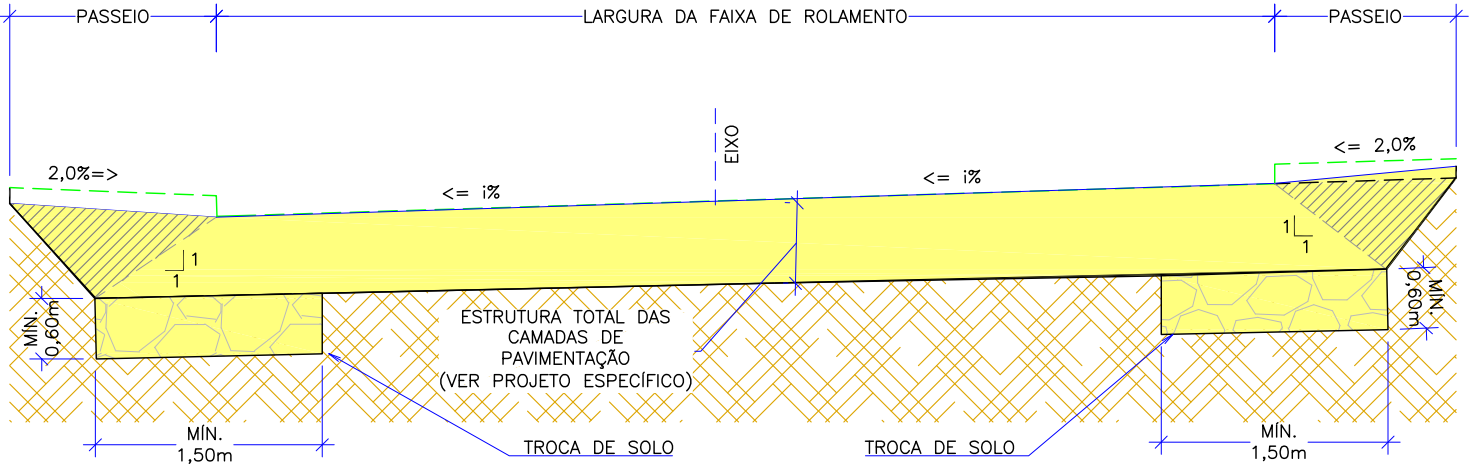 PASSEIO
LARGURA DA FAIXA DE ROLAMENTO
PASSEIO
EIXO
2,0%=>
<= i%
<= i%
<= 2,0%
1
1
1
1
MÍN.
0,60m
ESTRUTURA TOTAL DAS
CAMADAS DE
PAVIMENTAÇÃO
(VER PROJETO ESPECÍFICO)
MÍN.
0,60m
MÍN.
1,50m
TROCA DE SOLO
TROCA DE SOLO
MÍN.
1,50m